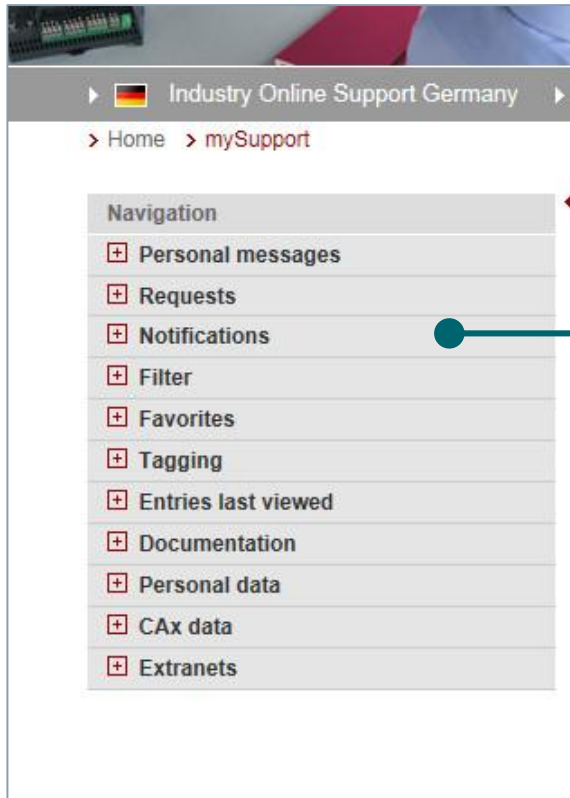 Industry Online Support Germany
Home mySupport
Navigation
Personal messages
Requests
Notifications
Filter
Favorites
Tagging
Entries last viewed
Documentation
Personal data
CAx data
Extranets